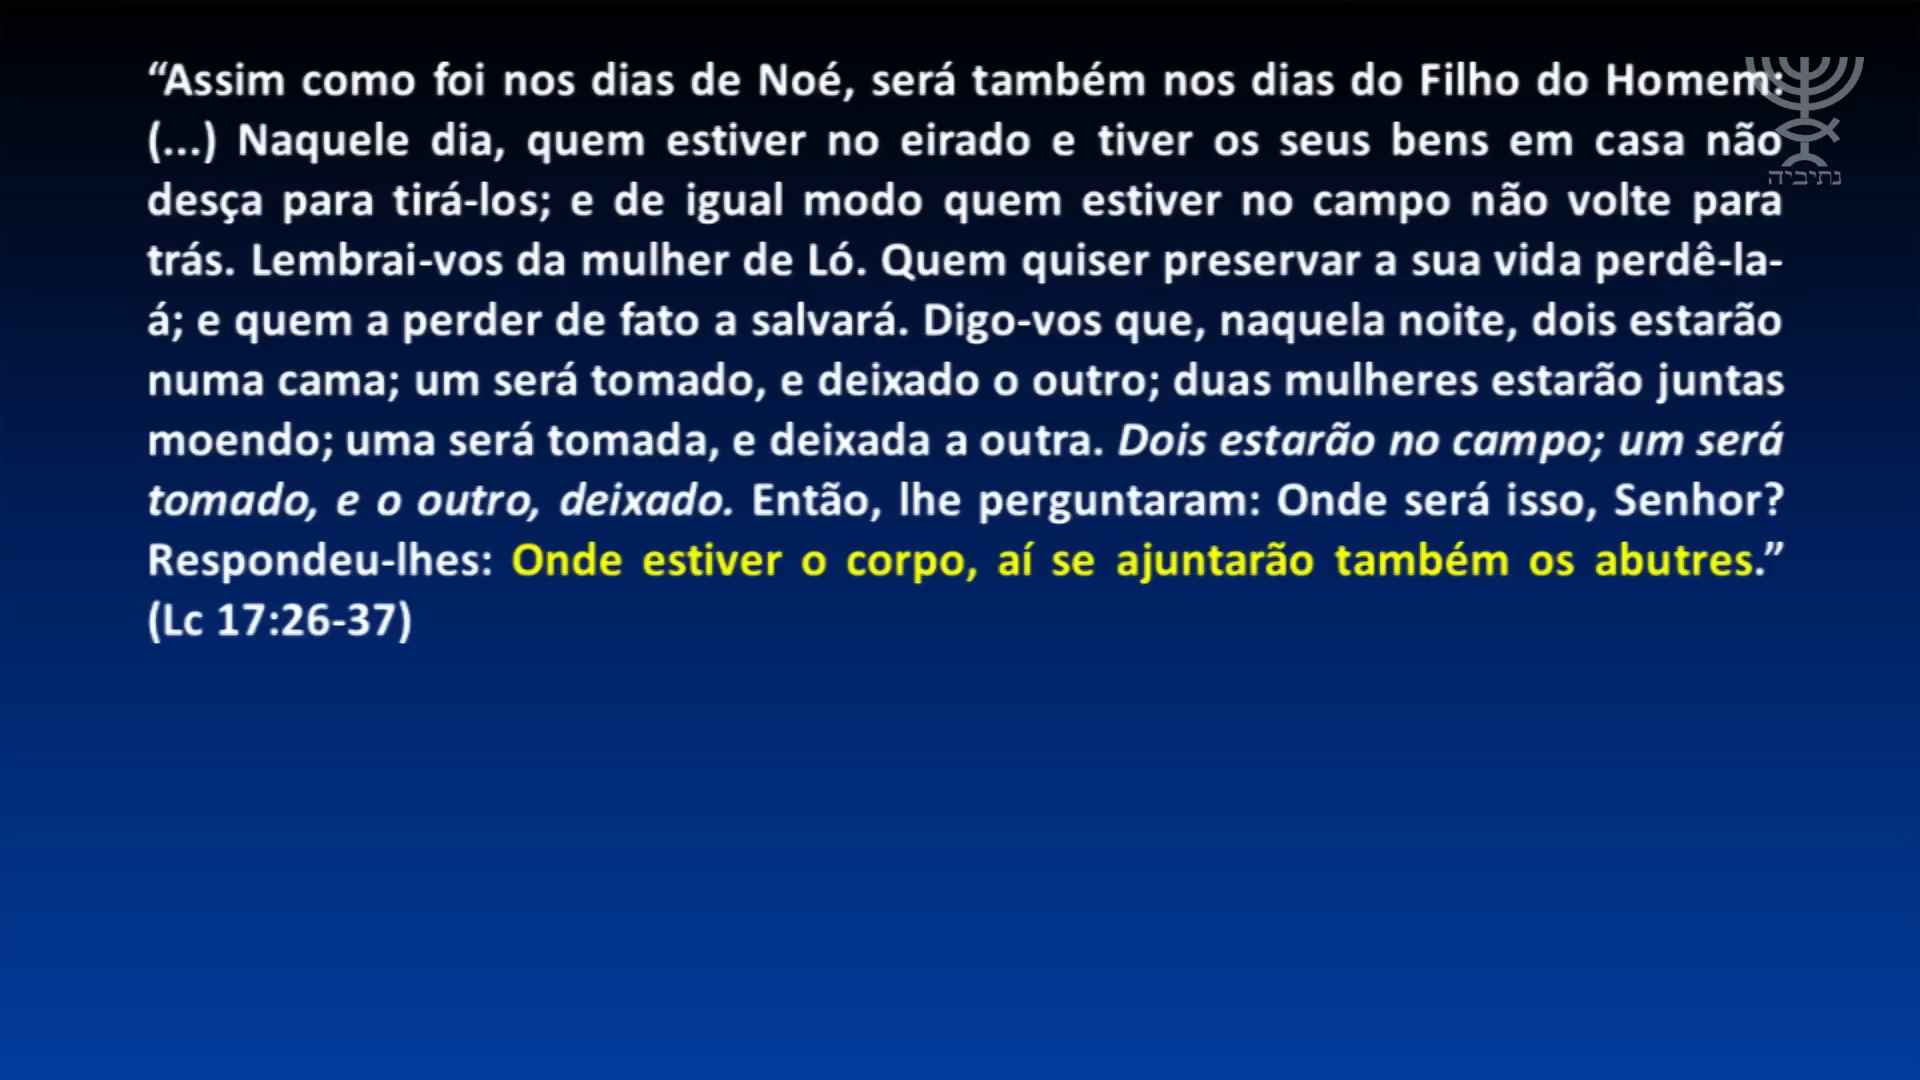 “Assim como foi nos dias de Noé, será também nos dias do Filho do Homem:
(...) Naquele dia, quem estiver no eirado e tiver os seus bens em casa não
desça para tirá-los; e de igual modo quem estiver no campo não volte para
trás. Lembrai-vos da mulher de Ló. Quem quiser preservar a sua vida perdê-la-
á; e quem a perder de fato a salvará. Digo-vos que, naquela noite, dois estarão
numa cama; um será tomado, e deixado o outro; duas mulheres estarão juntas
moendo; uma será tomada, e deixada a outra. Dois estarão no campo; um será
tomado, e o outro, deixado. Então, lhe perguntaram: Onde será isso, Senhor?
Respondeu-lhes: Onde estiver o corpo, aí se ajuntarão também os abutres.”
(Lc 17:26-37)
נתיביה